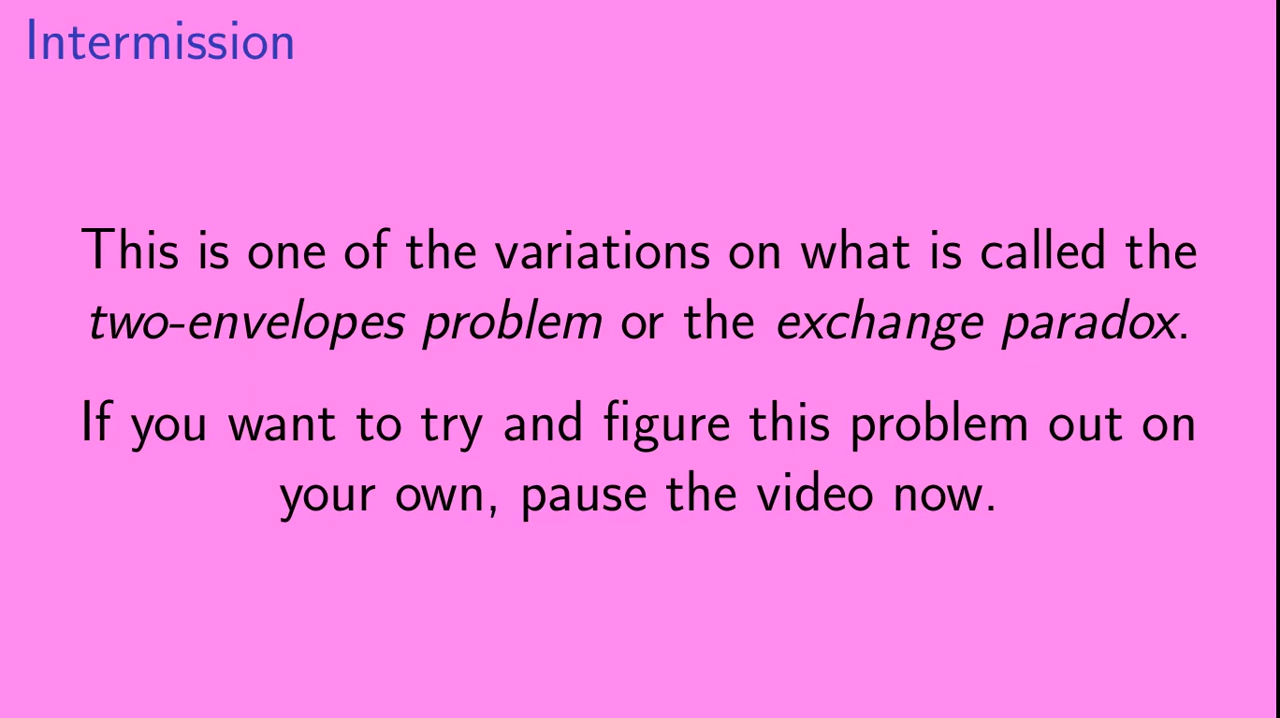 Intermission
This is one of the variations on what is called the
two-envelopes problem or the exchange paradox.
If you want to try and figure this problem out on
your own, pause the video now.